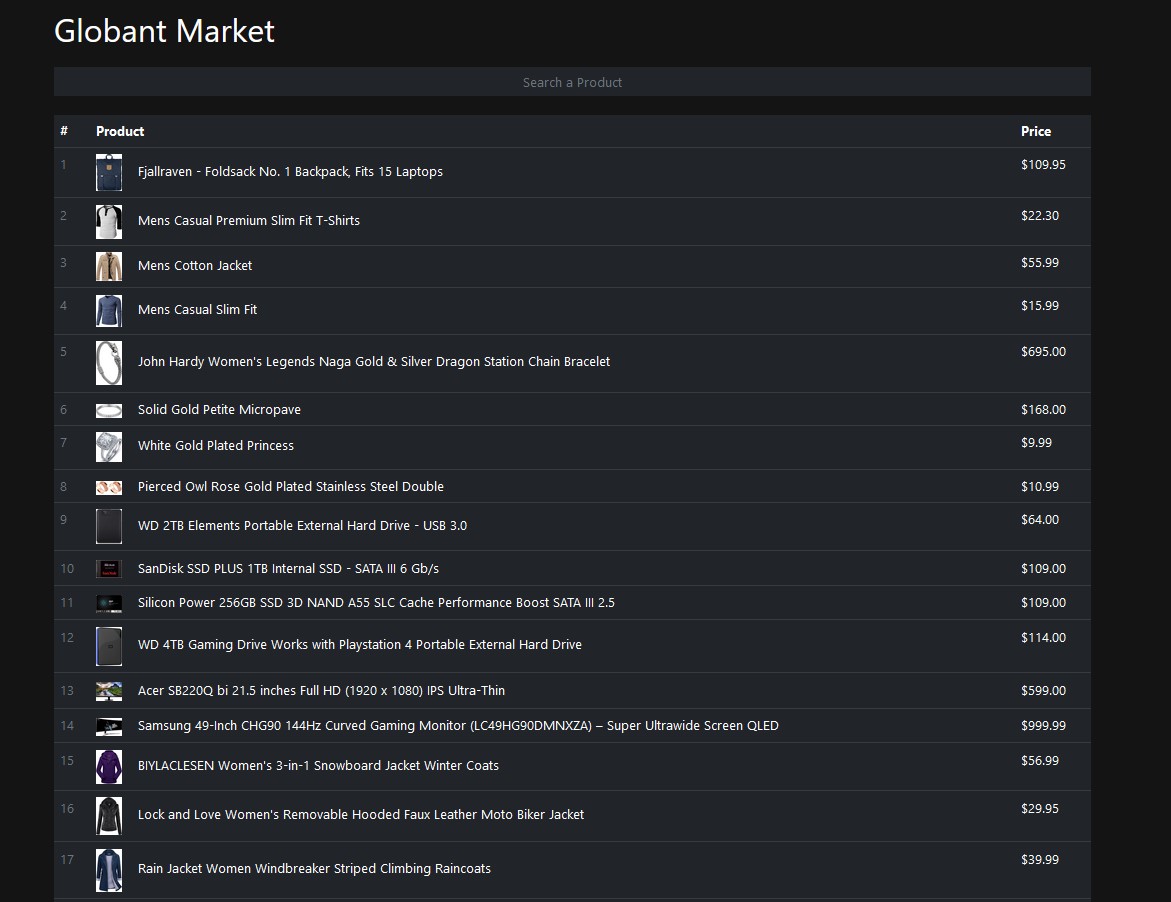 Globant Market
Search a Product
# Product Price
1 Fjallraven - Foldsack No. 1 Backpack, Fits 15 Laptops $109.95
2 Mens Casual Premium Slim Fit T-Shirts $22.30
3 Mens Cotton Jacket $55.99
4 Mens Casual Slim Fit $15.99
5 John Hardy Women's Legends Naga Gold & Silver Dragon Station Chain Bracelet $695.00
6 Solid Gold Petite Micropave $168.00
7 White Gold Plated Princess $9.99
8 Pierced Owl Rose Gold Plated Stainless Steel Double $10.99
9 WD 2TB Elements Portable External Hard Drive - USB 3.0 $64.00
10 SanDisk SSD PLUS 1TB Internal SSD - SATA III 6 Gb/s $109.00
11 Silicon Power 256GB SSD 3D NAND A55 SLC Cache Performance Boost SATA III 2.5 $109.00
12 WD 4TB Gaming Drive Works with Playstation 4 Portable External Hard Drive $114.00
13 Acer SB220Q bi 21.5 inches Full HD (1920 x 1080) IPS Ultra-Thin $599.00
14 Samsung 49-Inch CHG90 144Hz Curved Gaming Monitor (LC49HG90DMNXZA) – Super Ultrawide Screen QLED $999.99
15 BIYLACLESEN Women's 3-in-1 Snowboard Jacket Winter Coats $56.99
16 Lock and Love Women's Removable Hooded Faux Leather Moto Biker Jacket $29.95
17 Rain Jacket Women Windbreaker Striped Climbing Raincoats $39.99